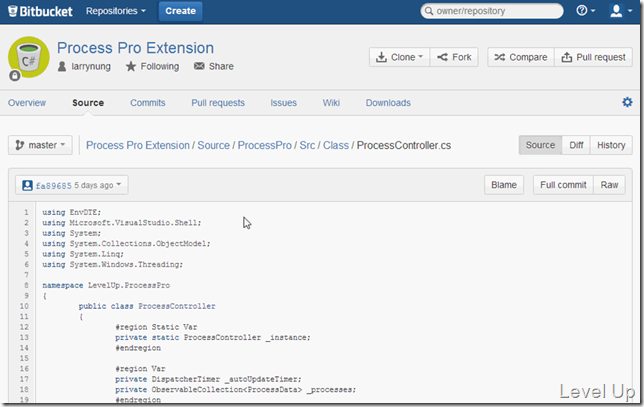 Bitbucket Repositories Create owner/repository
C#
Process Pro Extension
larrynung Following Share
Clone Fork Compare Pull request
Overview Source Commits Pull requests Issues Wiki Downloads
master Process Pro Extension / Source / ProcessPro / Src / Class / ProcessController.cs Source Diff History
fa89685 5 days ago Blame Full commit Raw
1 using EnvDTE;
2 using Microsoft.VisualStudio.Shell;
3 using System;
4 using System.Collections.ObjectModel;
5 using System.Linq;
6 using System.Windows.Threading;
7
8 namespace LevelUp.ProcessPro
9 {
10 public class ProcessController
11 {
12 #region Static Var
13 private static ProcessController _instance;
14 #endregion
15
16 #region Var
17 private DispatcherTimer _autoUpdateTimer;
18 private ObservableCollection<ProcessData> _processes;
19 #endregion
Level Up